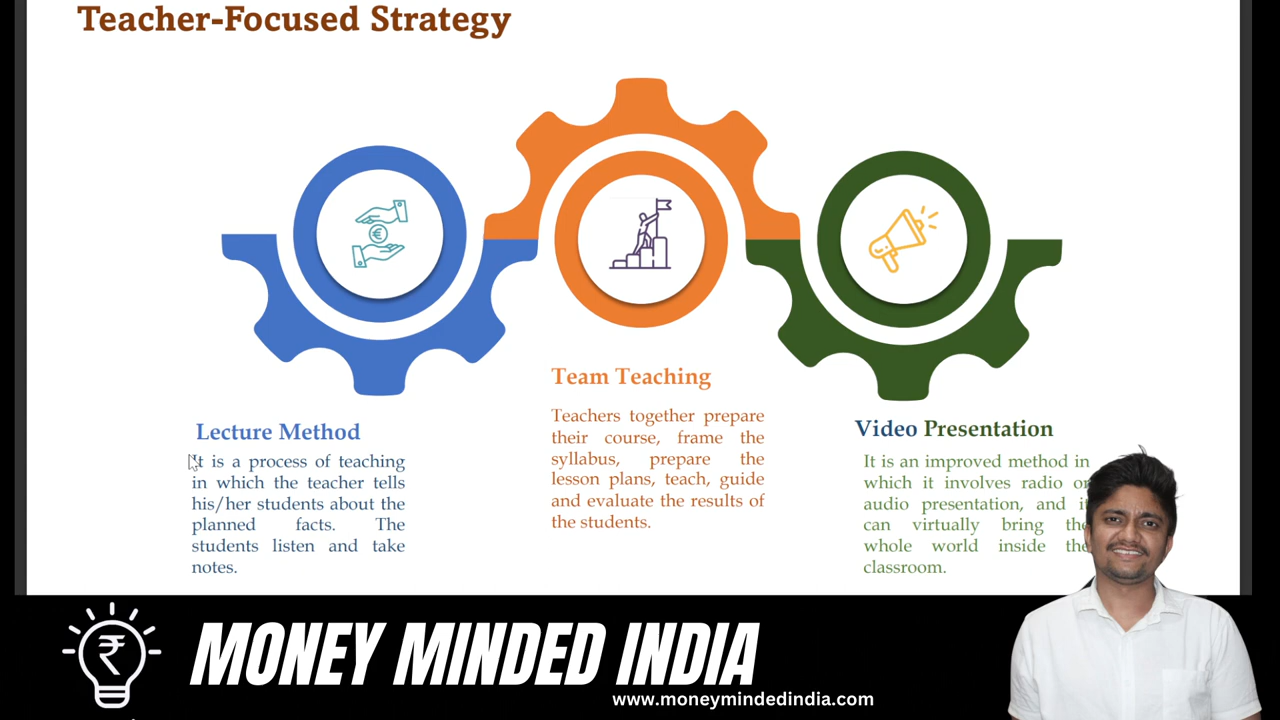 Teacher-Focused Strategy
Lecture Method
It is a process of teaching
in which the teacher tells
his/her students about the
planned facts. The
students listen and take
notes.
Team Teaching
Teachers together prepare
their course, frame the
syllabus, prepare the
lesson plans, teach, guide
and evaluate the results of
the students.
Video Presentation
It is an improved method in
which it involves radio or
audio presentation, and it
can virtually bring the
whole world inside the
classroom.
€
₹
MONEY MINDED INDIA
www.moneymindedindia.com